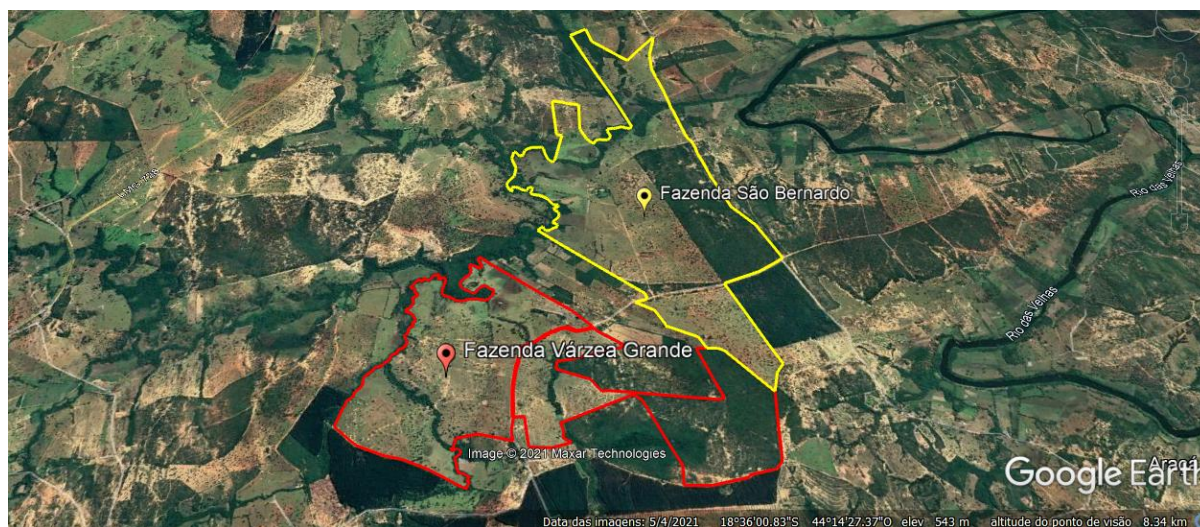 Rio das Velhas
Fazenda São Bernardo
Rio das Velhas
Fazenda Várzea Grande
Image © 2021 Maxar Technologies
Google Earth
Araçá
Data das imagens: 5/4/2021 18°36'00.83"S 44°14'27.37"O elev 543 m altitude do ponto de visão 8.34 km